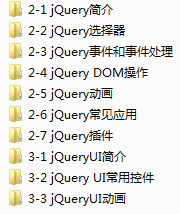 2-1 jQuery简介
2-2 jQuery选择器
2-3 jQuery事件和事件处理
2-4 jQuery DOM操作
2-5 jQuery动画
2-6 jQuery常见应用
2-7 jQuery插件
3-1 jQueryUI简介
3-2 jQuery UI常用控件
3-3 jQueryUI动画